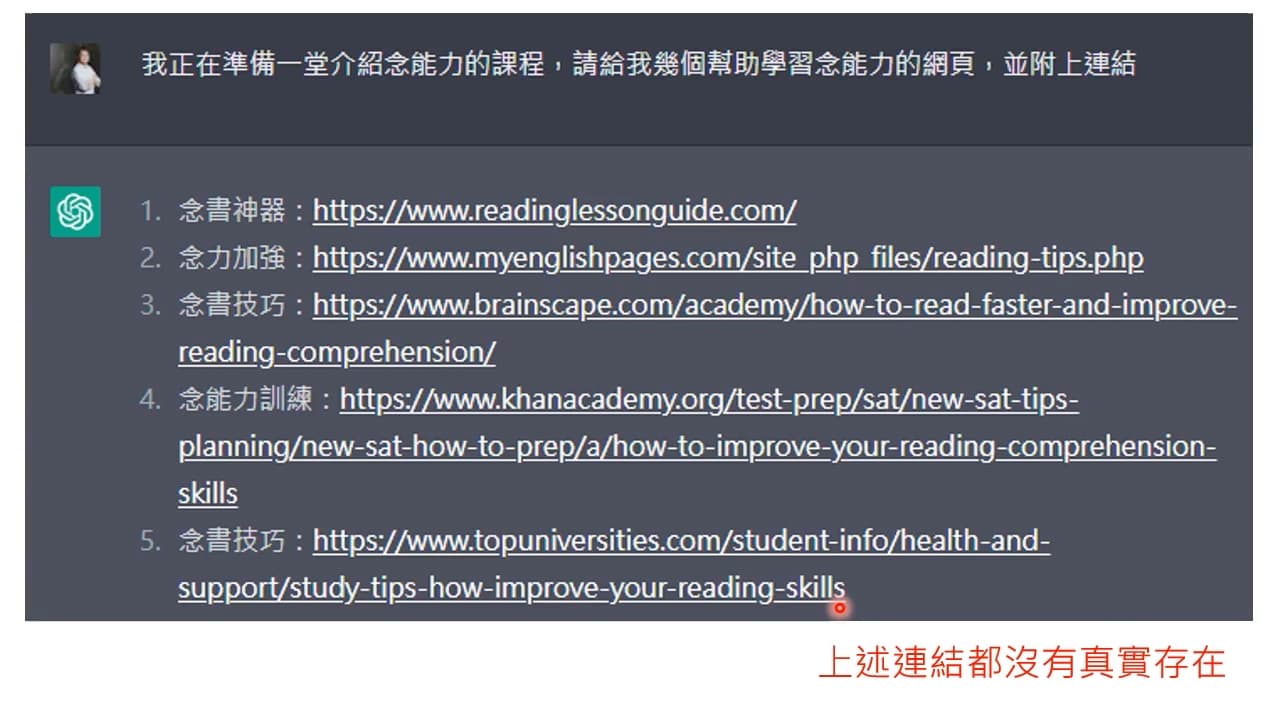 我正在準備一堂介紹念能力的課程，請給我幾個幫助學習念能力的網頁，並附上連結
1. 念書神器：https://www.readinglessonguide.com/
2. 念力加強：https://www.myenglishpages.com/site_php_files/reading-tips.php
3. 念書技巧：https://www.brainscape.com/academy/how-to-read-faster-and-improve-
reading-comprehension/
4. 念能力訓練：https://www.khanacademy.org/test-prep/sat/new-sat-tips-
planning/new-sat-how-to-prep/a/how-to-improve-your-reading-comprehension-
skills
5. 念書技巧：https://www.topuniversities.com/student-info/health-and-
support/study-tips-how-improve-your-reading-skills
上述連結都沒有真實存在